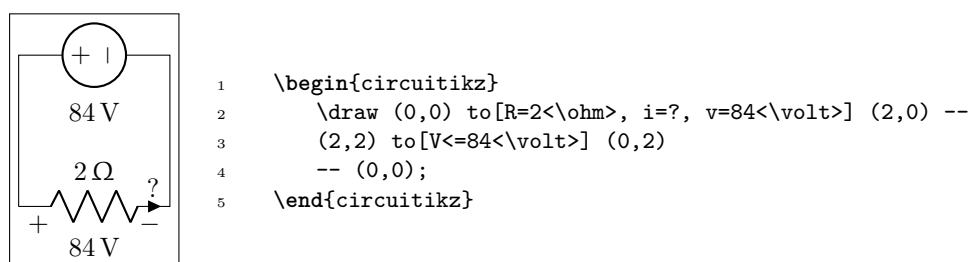 + −
84 V
2 Ω
?
+ −
84 V
1 \begin{circuitikz}
2 \draw (0,0) to[R=2<\ohm>, i=?, v=84<\volt>] (2,0) --
3 (2,2) to[V<=84<\volt>] (0,2)
4 -- (0,0);
5 \end{circuitikz}